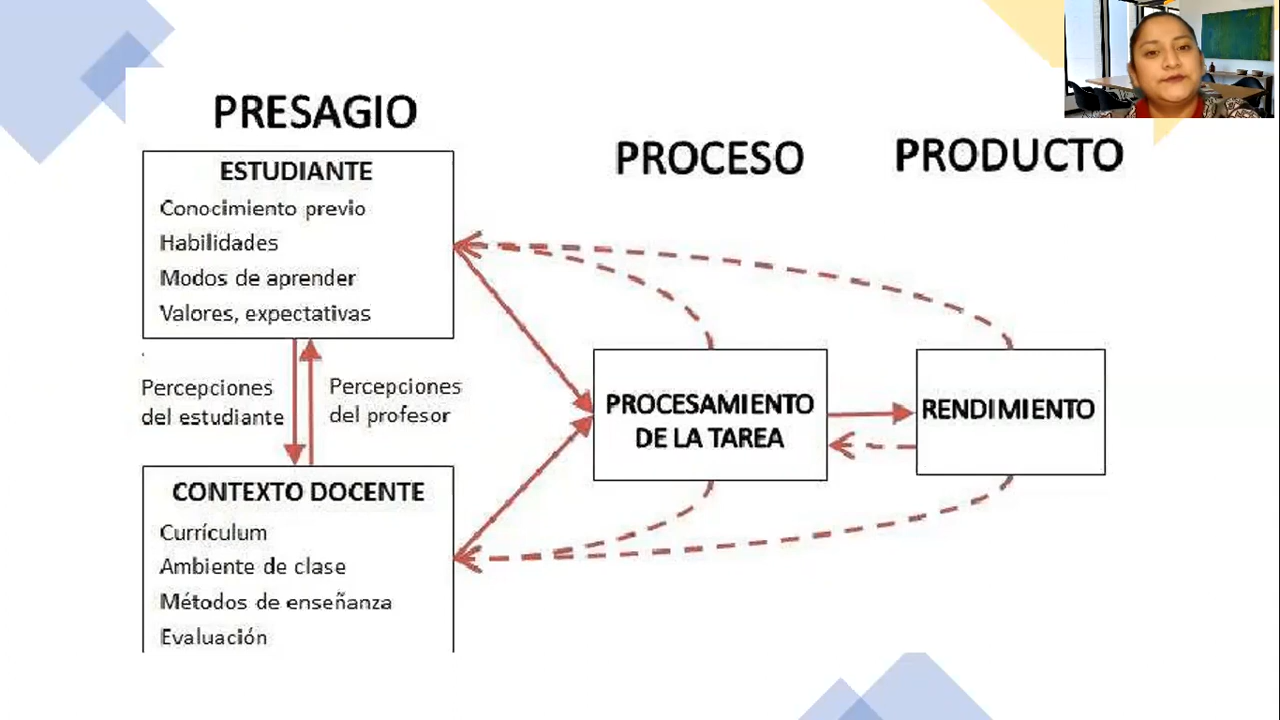 PRESAGIO
ESTUDIANTE
Conocimiento previo
Habilidades
Modos de aprender
Valores, expectativas
Percepciones
del estudiante
Percepciones
del profesor
CONTEXTO DOCENTE
Currículum
Ambiente de clase
Métodos de enseñanza
Evaluación
PROCESO
PROCESAMIENTO
DE LA TAREA
PRODUCTO
RENDIMIENTO